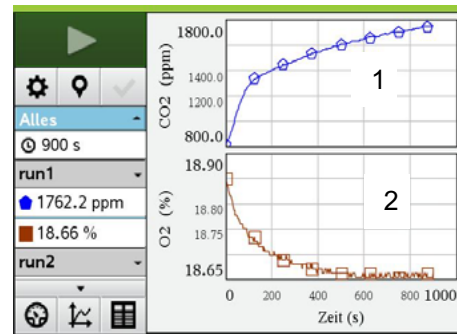 Alles
900 s
run1
1762.2 ppm
18.66 %
run2
CO2 (ppm)
1800.0
1400.0
1200.0
800.0
1
O2 (%)
18.90
18.80
18.75
18.65
2
0 200 400 600 800 1000
Zeit (s)